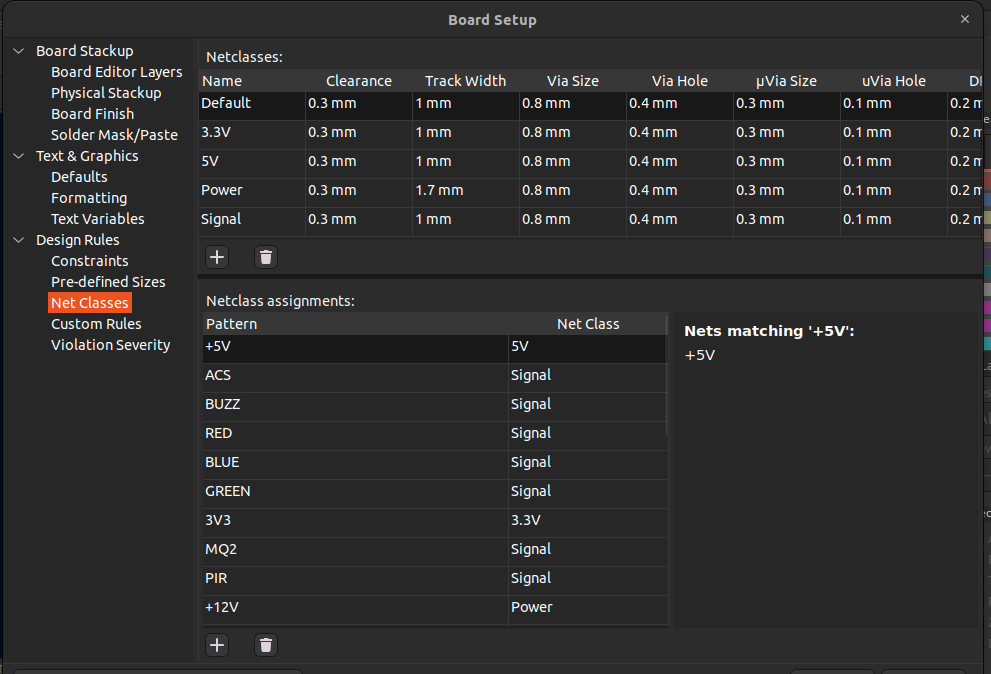 Board Setup
Board Stackup
Board Editor Layers
Physical Stackup
Board Finish
Solder Mask/Paste
Text & Graphics
Defaults
Formatting
Text Variables
Design Rules
Constraints
Pre-defined Sizes
Net Classes
Custom Rules
Violation Severity
Netclasses:
Name Clearance Track Width Via Size Via Hole µVia Size uVia Hole
Default 0.3 mm 1 mm 0.8 mm 0.4 mm 0.3 mm 0.1 mm 0.2
3.3V 0.3 mm 1 mm 0.8 mm 0.4 mm 0.3 mm 0.1 mm 0.2
5V 0.3 mm 1 mm 0.8 mm 0.4 mm 0.3 mm 0.1 mm 0.2
Power 0.3 mm 1.7 mm 0.8 mm 0.4 mm 0.3 mm 0.1 mm 0.2
Signal 0.3 mm 1 mm 0.8 mm 0.4 mm 0.3 mm 0.1 mm 0.2
Netclass assignments:
Pattern Net Class
+5V 5V
ACS Signal
BUZZ Signal
RED Signal
BLUE Signal
GREEN Signal
3V3 3.3V
MQ2 Signal
PIR Signal
+12V Power
Nets matching '+5V':
+5V